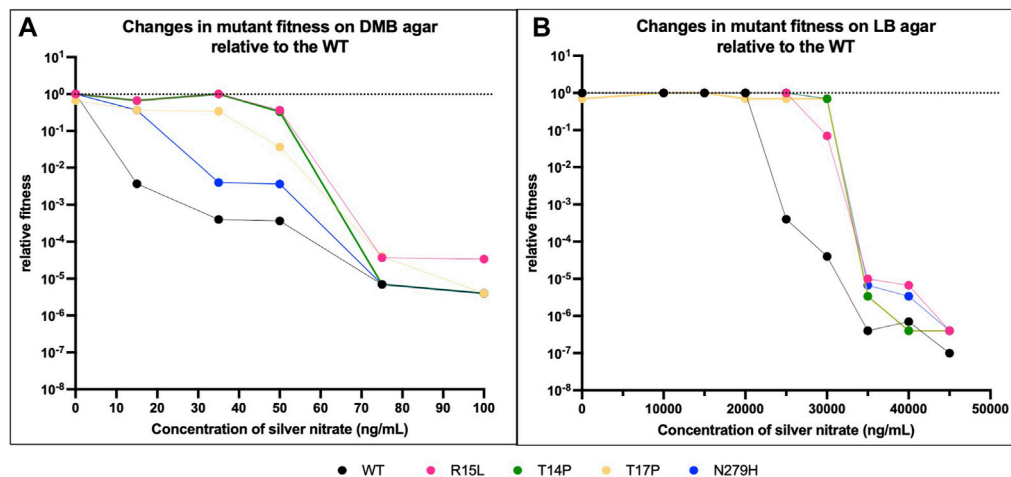 A
Changes in mutant fitness on DMB agar
relative to the WT
relative fitness
10^1
10^0
10^-1
10^-2
10^-3
10^-4
10^-5
10^-6
10^-7
10^-8
0 10 20 30 40 50 60 70 80 90 100
Concentration of silver nitrate (ng/mL)
B
Changes in mutant fitness on LB agar
relative to the WT
relative fitness
10^1
10^0
10^-1
10^-2
10^-3
10^-4
10^-5
10^-6
10^-7
10^-8
0 10000 20000 30000 40000 50000
Concentration of silver nitrate (ng/mL)
WT R15L T14P T17P N279H